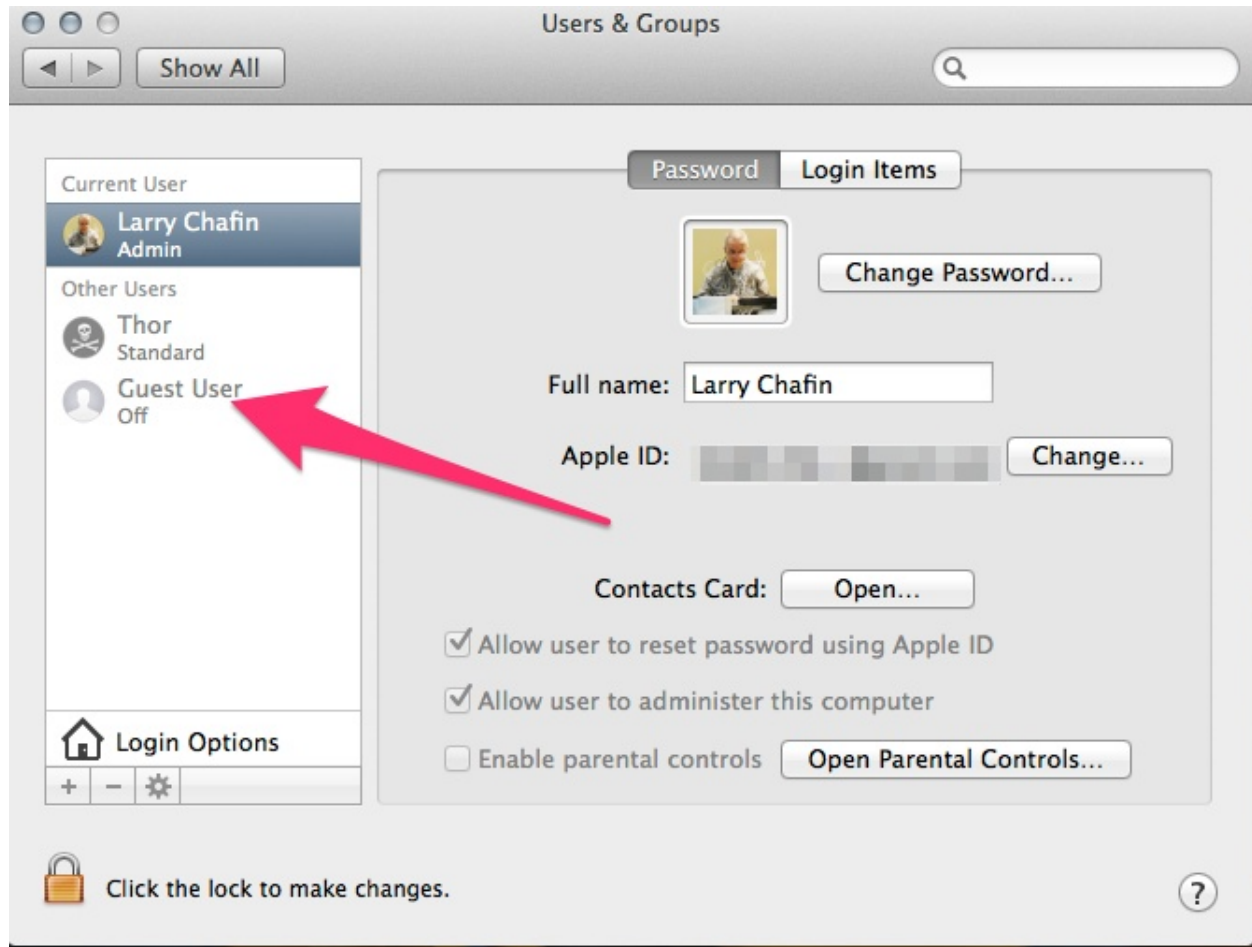 Users & Groups
Show All
Current User
Larry Chafin
Admin
Other Users
Thor
Standard
Guest User
Off
Login Options
+ −
Password Login Items
Change Password...
Full name: Larry Chafin
Apple ID: Change...
Contacts Card: Open...
Allow user to reset password using Apple ID
Allow user to administer this computer
Enable parental controls Open Parental Controls...
Click the lock to make changes.
?